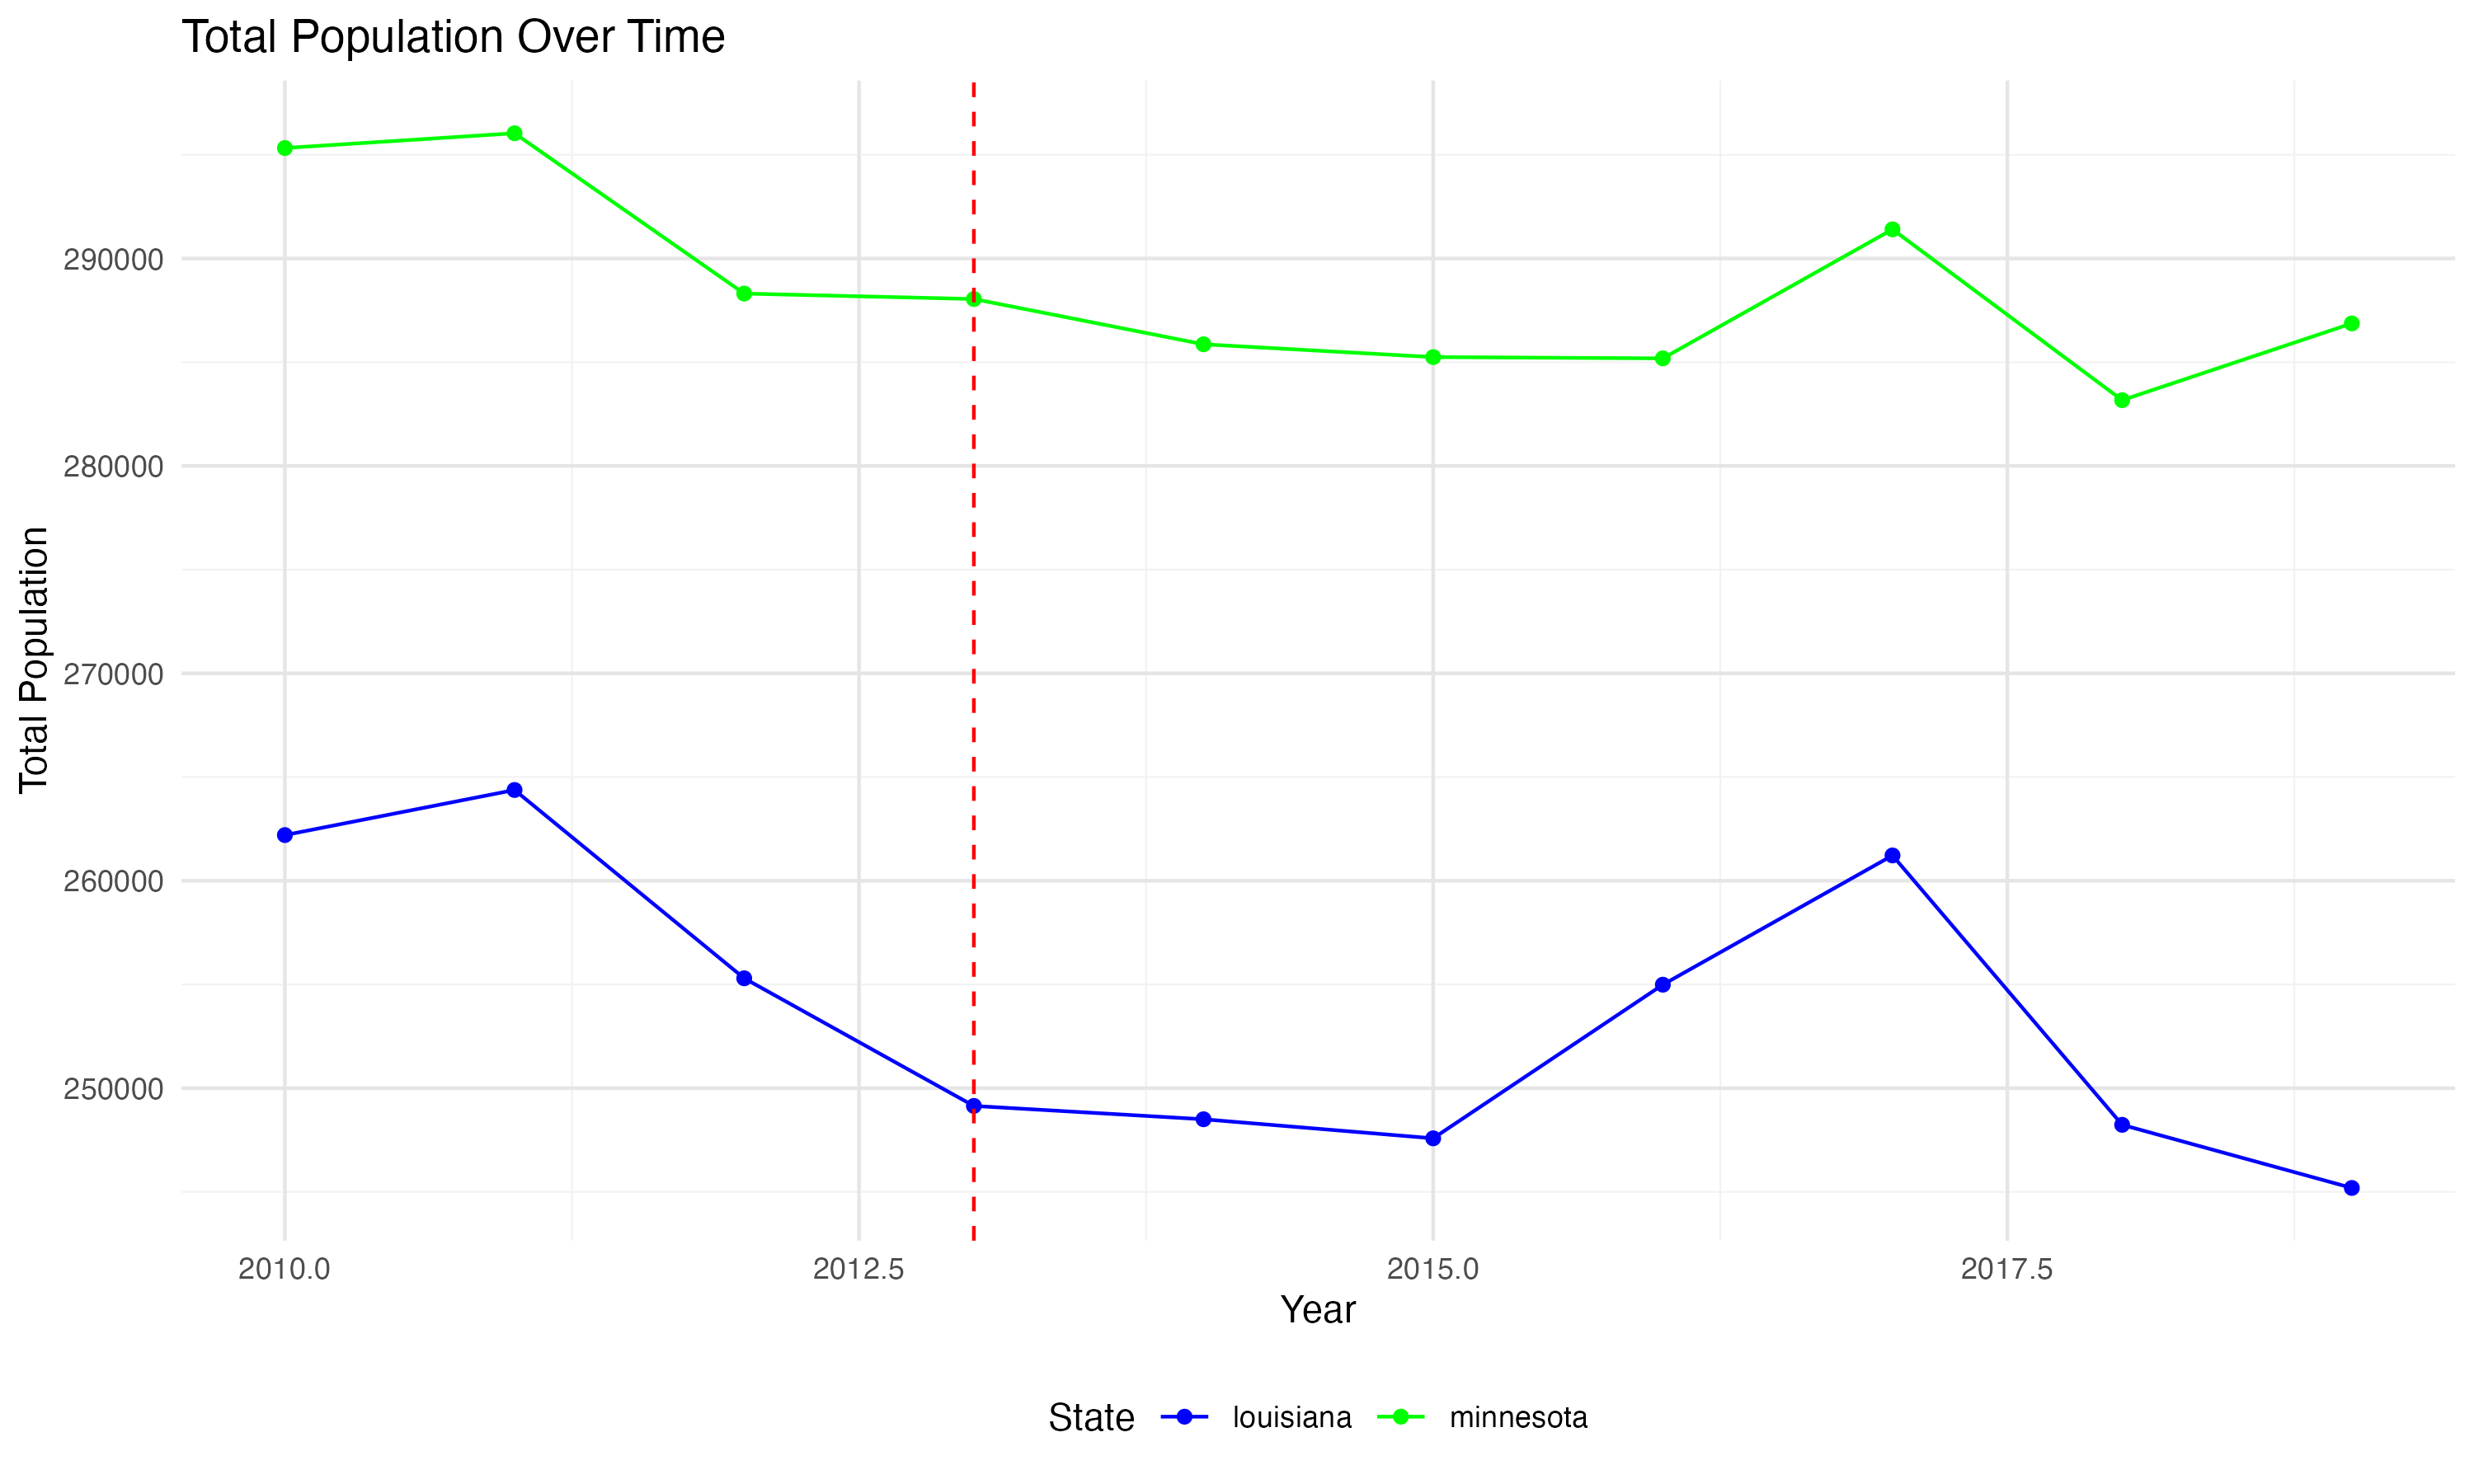 Total Population Over Time
Total Population
290000
280000
270000
260000
250000
2010.0 2012.5 2015.0 2017.5
Year
State louisiana minnesota